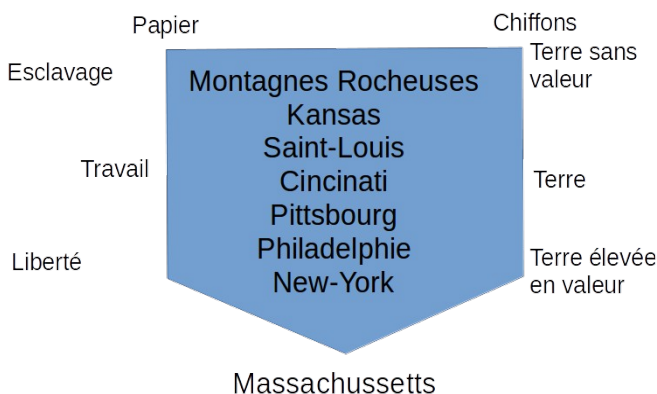 Papier
Chiffons
Esclavage
Terre sans
valeur
Montagnes Rocheuses
Kansas
Saint-Louis
Travail
Cincinati
Terre
Pittsbourg
Philadelphie
Liberté
Terre élevée
en valeur
New-York
Massachussetts